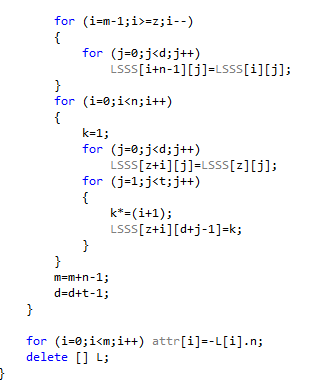 for (i=m-1;i>=z;i--)
{
for (j=0;j<d;j++)
LSSS[i+n-1][j]=LSSS[i][j];
}
for (i=0;i<n;i++)
{
k=1;
for (j=0;j<d;j++)
LSSS[z+i][j]=LSSS[z][j];
for (j=1;j<t;j++)
{
k*=(i+1);
LSSS[z+i][d+j-1]=k;
}
}
m=m+n-1;
d=d+t-1;
}
for (i=0;i<m;i++) attr[i]=-L[i].n;
delete [] L;
}